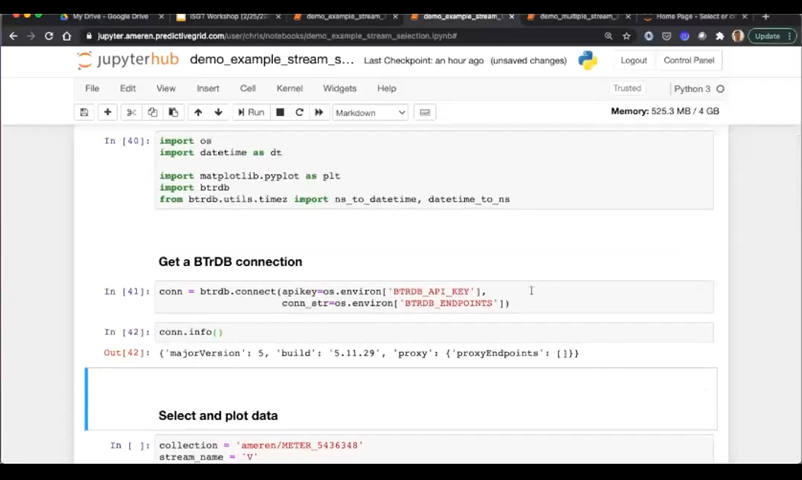 My Drive - Google Drive
ISGT Workshop (2/25/202
demo_example_stream_s
demo_example_stream_
demo_multiple_stream_
Home Page - Select or c
jupyter.ameren.predictivegrid.com/user/chris/notebooks/demo_example_stream_selection.ipynb#
Update
jupyterhub demo_example_stream_s... Last Checkpoint: an hour ago (unsaved changes) Logout Control Panel
File Edit View Insert Cell Kernel Widgets Help Trusted Python 3
Run Markdown Memory: 525.3 MB / 4 GB
In [40]: import os
import datetime as dt
import matplotlib.pyplot as plt
import btrdb
from btrdb.utils.timez import ns_to_datetime, datetime_to_ns
Get a BTrDB connection
In [41]: conn = btrdb.connect(apikey=os.environ['BTRDB_API_KEY'],
conn_str=os.environ['BTRDB_ENDPOINTS'])
In [42]: conn.info()
Out[42]: {'majorVersion': 5, 'build': '5.11.29', 'proxy': {'proxyEndpoints': []}}
Select and plot data
In [ ]: collection = 'ameren/METER_5436348'
stream_name = 'V'